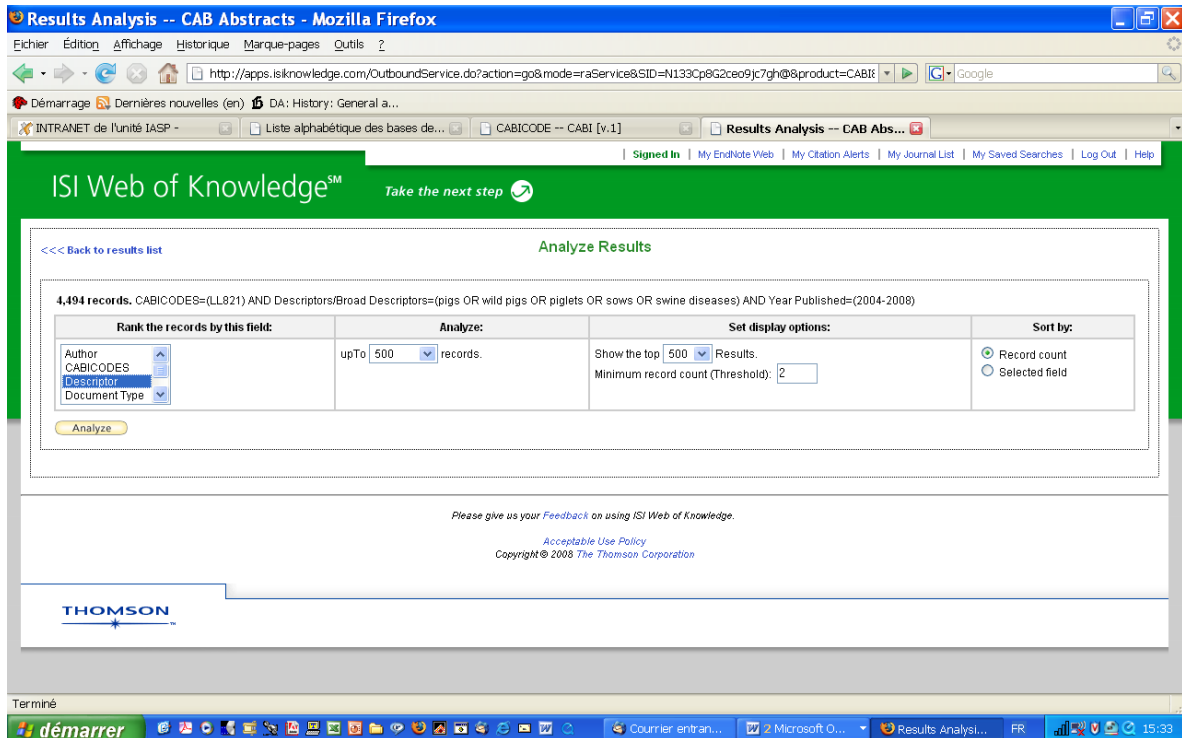 Results Analysis -- CAB Abstracts - Mozilla Firefox
Fichier Édition Affichage Historique Marque-pages Outils ?
http://apps.isiknowledge.com/OutboundService.do?action=go&mode=raService&SID=N133Cp8G2ceo9jc7gh@&product=CABI
G Google
Démarrage Dernières nouvelles (en) DA: History: General a...
INTRANET de l'unité IASP - Liste alphabétique des bases de... CABICODE -- CABI [v.1] Results Analysis -- CAB Abs...
| Signed In | My EndNote Web | My Citation Alerts | My Journal List | My Saved Searches | Log Out | Help
ISI Web of Knowledge℠ Take the next step
<<< Back to results list Analyze Results
4,494 records. CABICODES=(LL821) AND Descriptors/Broad Descriptors=(pigs OR wild pigs OR piglets OR sows OR swine diseases) AND Year Published=(2004-2008)
Rank the records by this field: Analyze: Set display options: Sort by:
Author
CABICODES
Descriptor
Document Type
upTo 500 records.
Show the top 500 Results.
Minimum record count (Threshold): 2
Record count
Selected field
Analyze
Please give us your Feedback on using ISI Web of Knowledge.
Acceptable Use Policy
Copyright © 2008 The Thomson Corporation
THOMSON
Terminé
démarrer Courrier entran... 2 Microsoft O... Results Analysi... FR 15:33